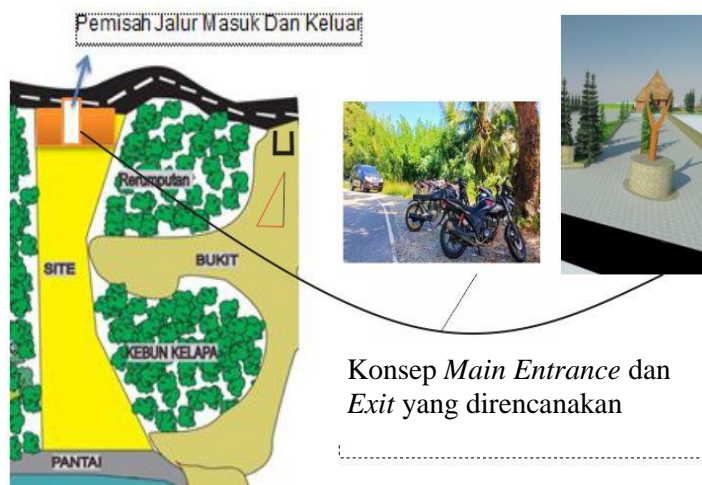 Pemisah Jalur Masuk Dan Keluar
Rerumputan
SITE
BUKIT
KEBUN KELAPA
PANTAI
Konsep Main Entrance dan
Exit yang direncanakan